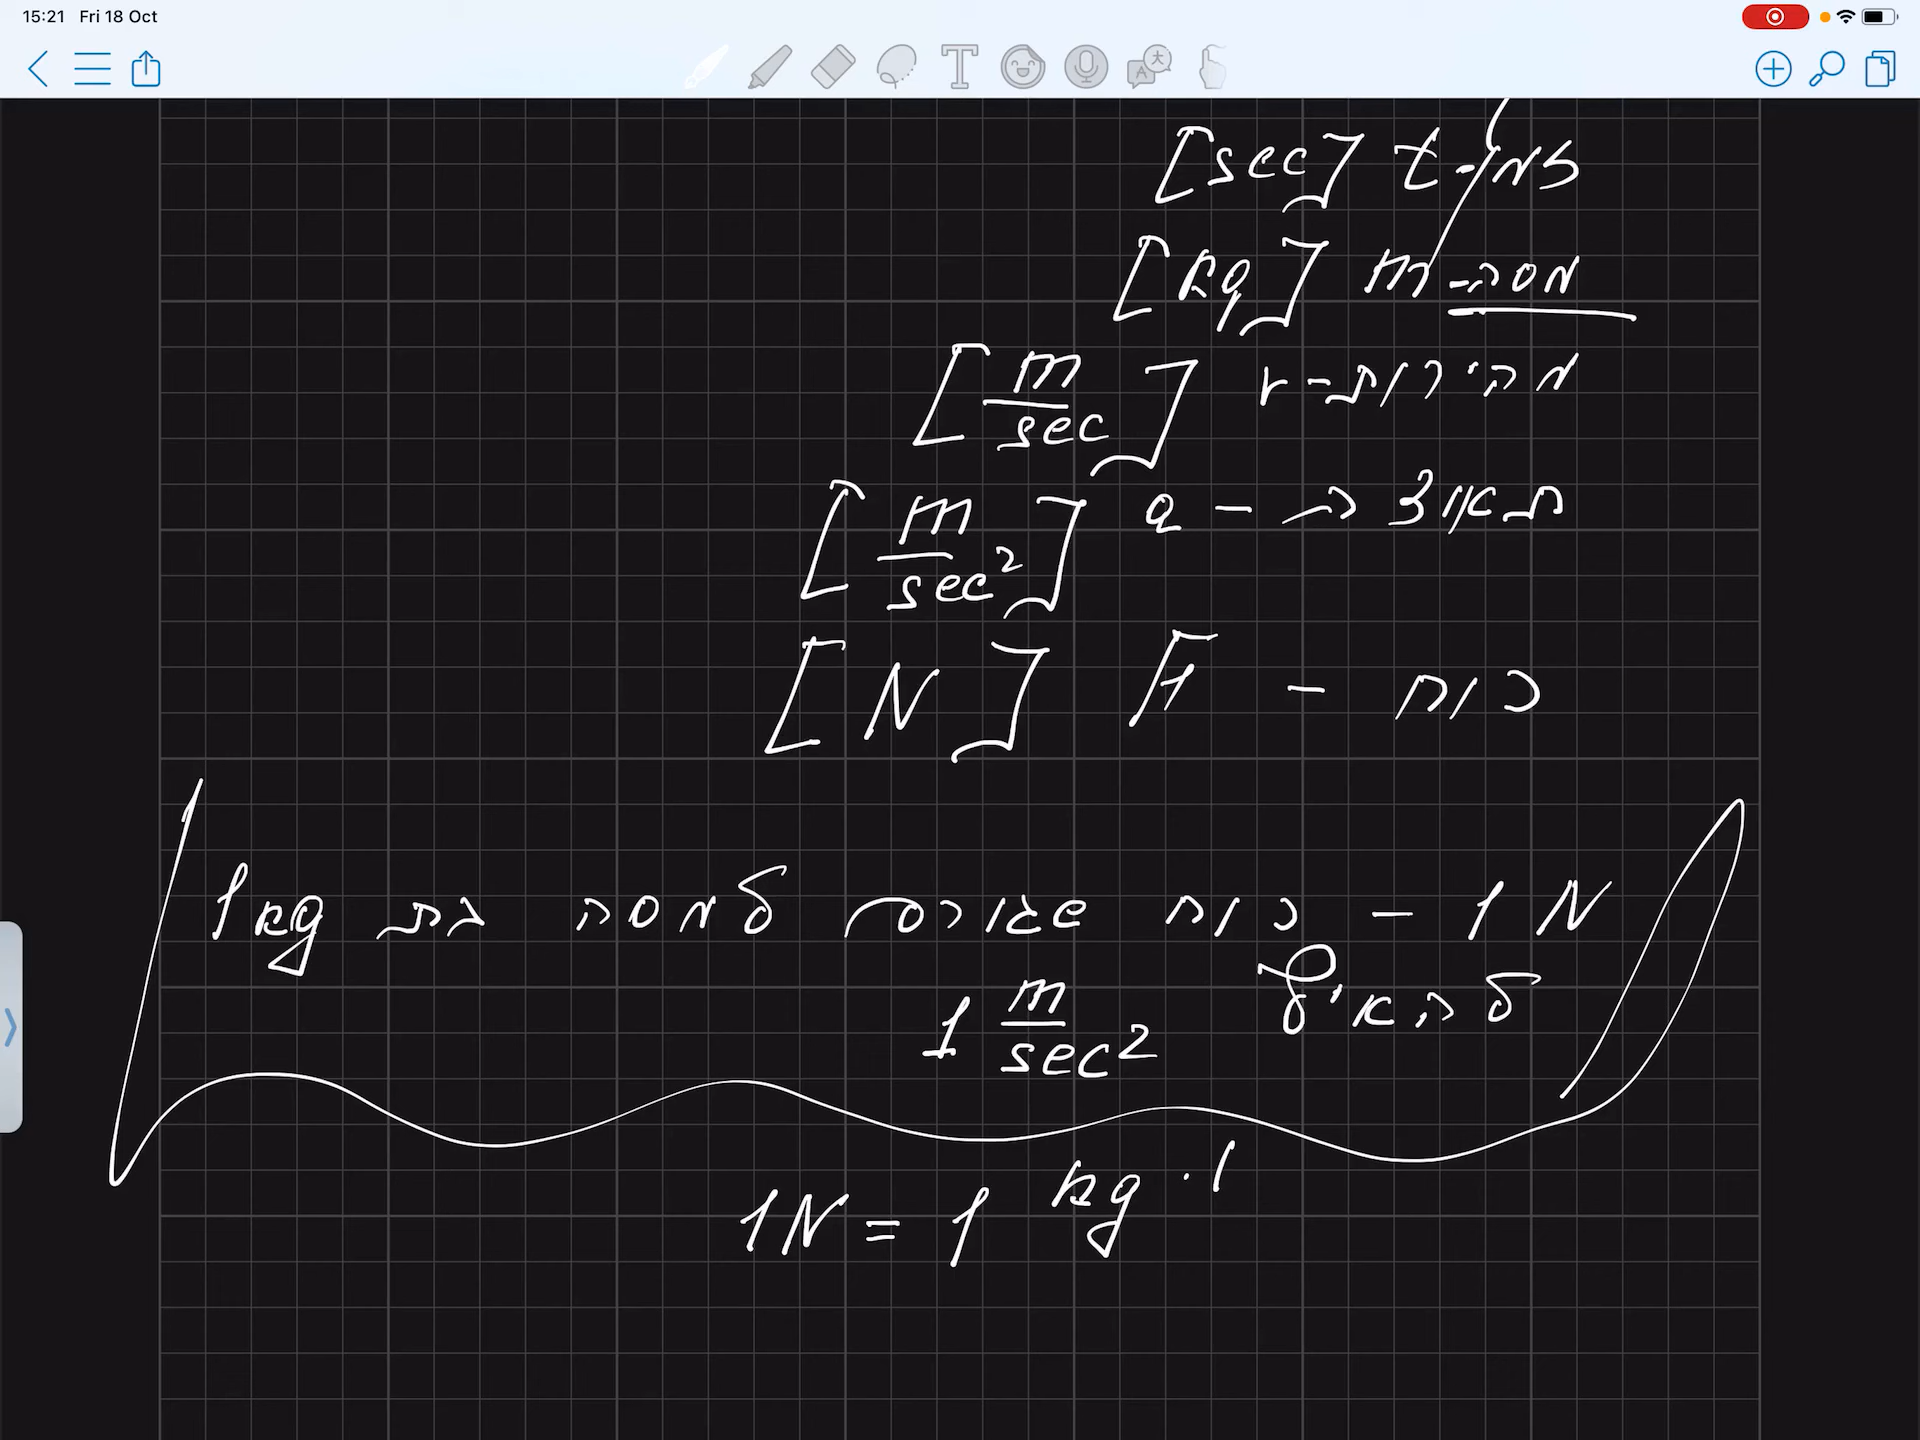 15:21 Fri 18 Oct
זמן - t [sec]
מסה - m [kg]
מהירות - v [m/sec]
תאוצה - a [m/sec²]
כוח - F [N]
1 N - כוח שגורם למסה בת 1kg
להאיץ 1 m/sec²
1N = 1 kg · 1